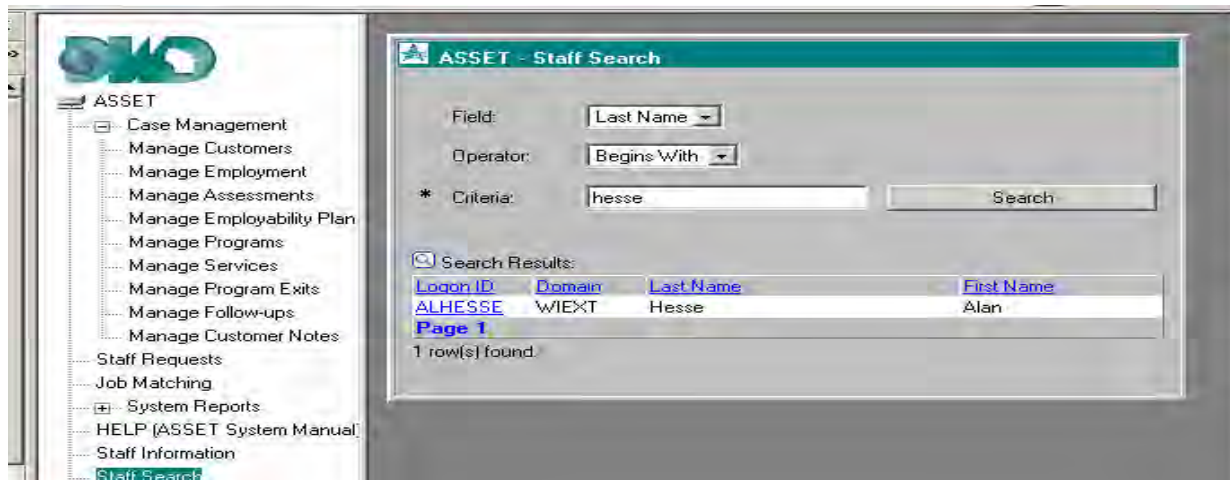 DWD
ASSET
Case Management
Manage Customers
Manage Employment
Manage Assessments
Manage Employability Plan
Manage Programs
Manage Services
Manage Program Exits
Manage Follow-ups
Manage Customer Notes
Staff Requests
Job Matching
System Reports
HELP (ASSET System Manual)
Staff Information
Staff Search
ASSET - Staff Search
Field: Last Name
Operator: Begins With
* Criteria: hesse Search
Search Results:
Logon ID Domain Last Name First Name
ALHESSE WIEXT Hesse Alan
Page 1
1 row(s) found.